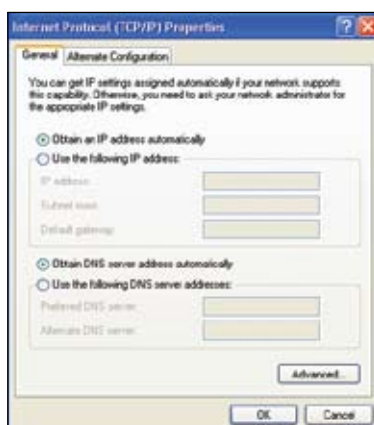 Internet Protocol (TCP/IP) Properties
General
Alternate Configuration
You can get IP settings assigned automatically if your network supports
this capability. Otherwise, you need to ask your network administrator for
the appropriate IP settings.
Obtain an IP address automatically
Use the following IP address:
IP address:
Subnet mask:
Default gateway:
Obtain DNS server address automatically
Use the following DNS server addresses:
Preferred DNS server:
Alternate DNS server:
Advanced...
OK
Cancel